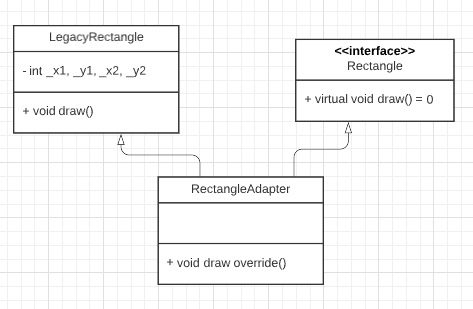 LegacyRectangle
- int _x1, _y1, _x2, _y2
+ void draw()
<<interface>>
Rectangle
+ virtual void draw() = 0
RectangleAdapter
+ void draw override()